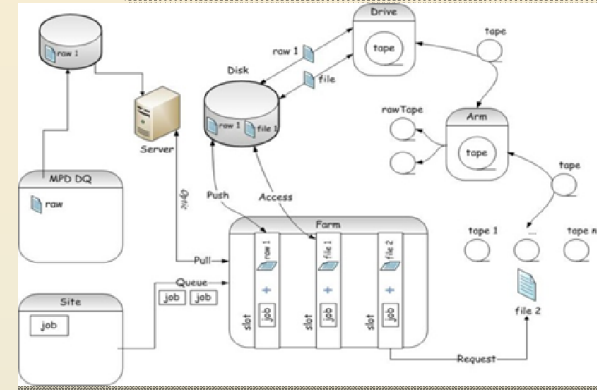 Drive
tape
tape
raw 1
raw 1
file
Disk
raw 1
file 1
Server
rawTape
Arm
tape
tape
MPD DQ
raw
Push
Access
tape 1
...
tape n
file 2
Farm
Pull
Queue
job
job
raw 1
+
job
slot
file 1
+
job
slot
file 2
+
job
slot
Site
job
Request